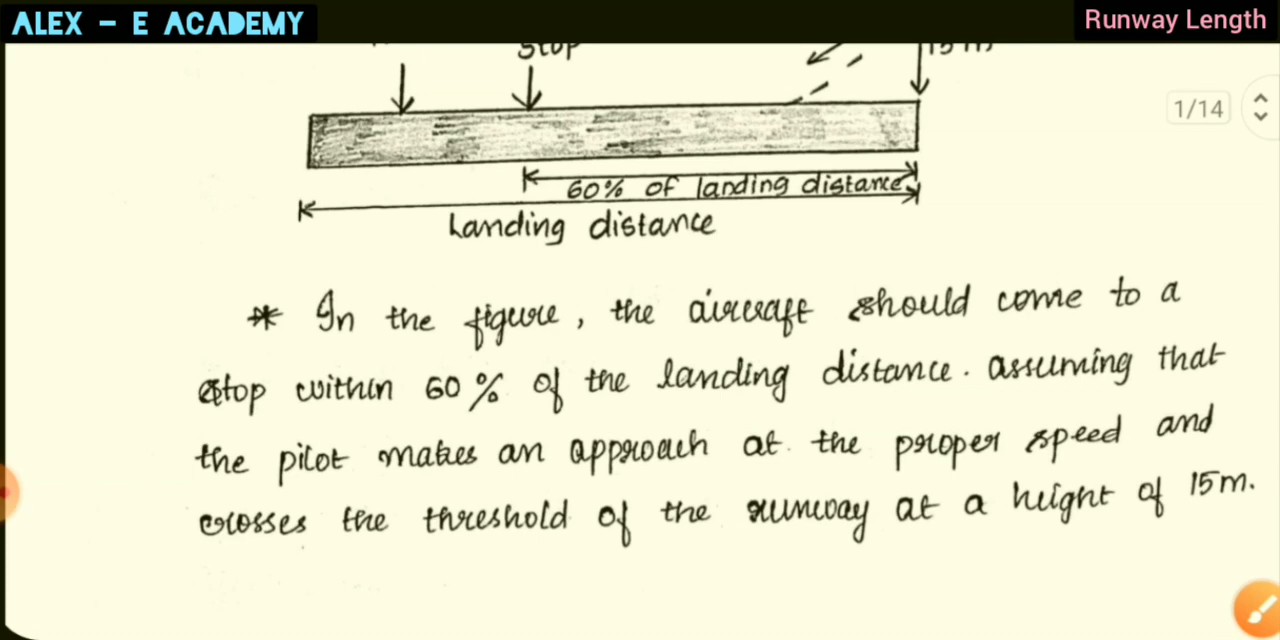 ALEX - E ACADEMY
Runway Length
Stop
15 m
1/14
60% of landing distance
Landing distance
* In the figure, the aircraft should come to a
stop within 60% of the landing distance. assuming that
the pilot makes an approach at the proper speed and
crosses the threshold of the runway at a height of 15m.